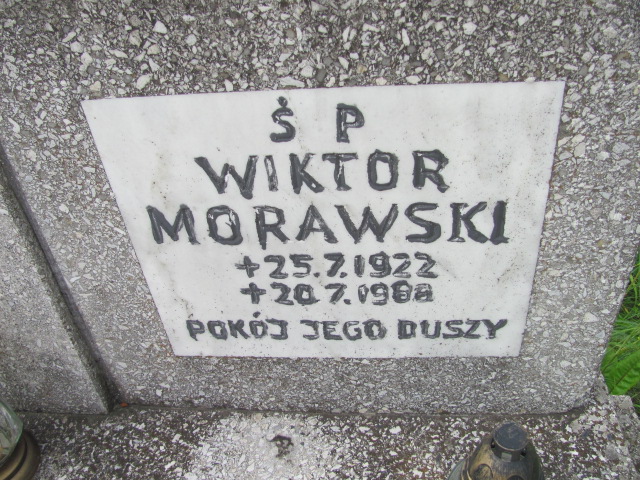 Ś P
WIKTOR
MORAWSKI
+25.7.1922
+20.7.1988
POKÓJ JEGO DUSZY